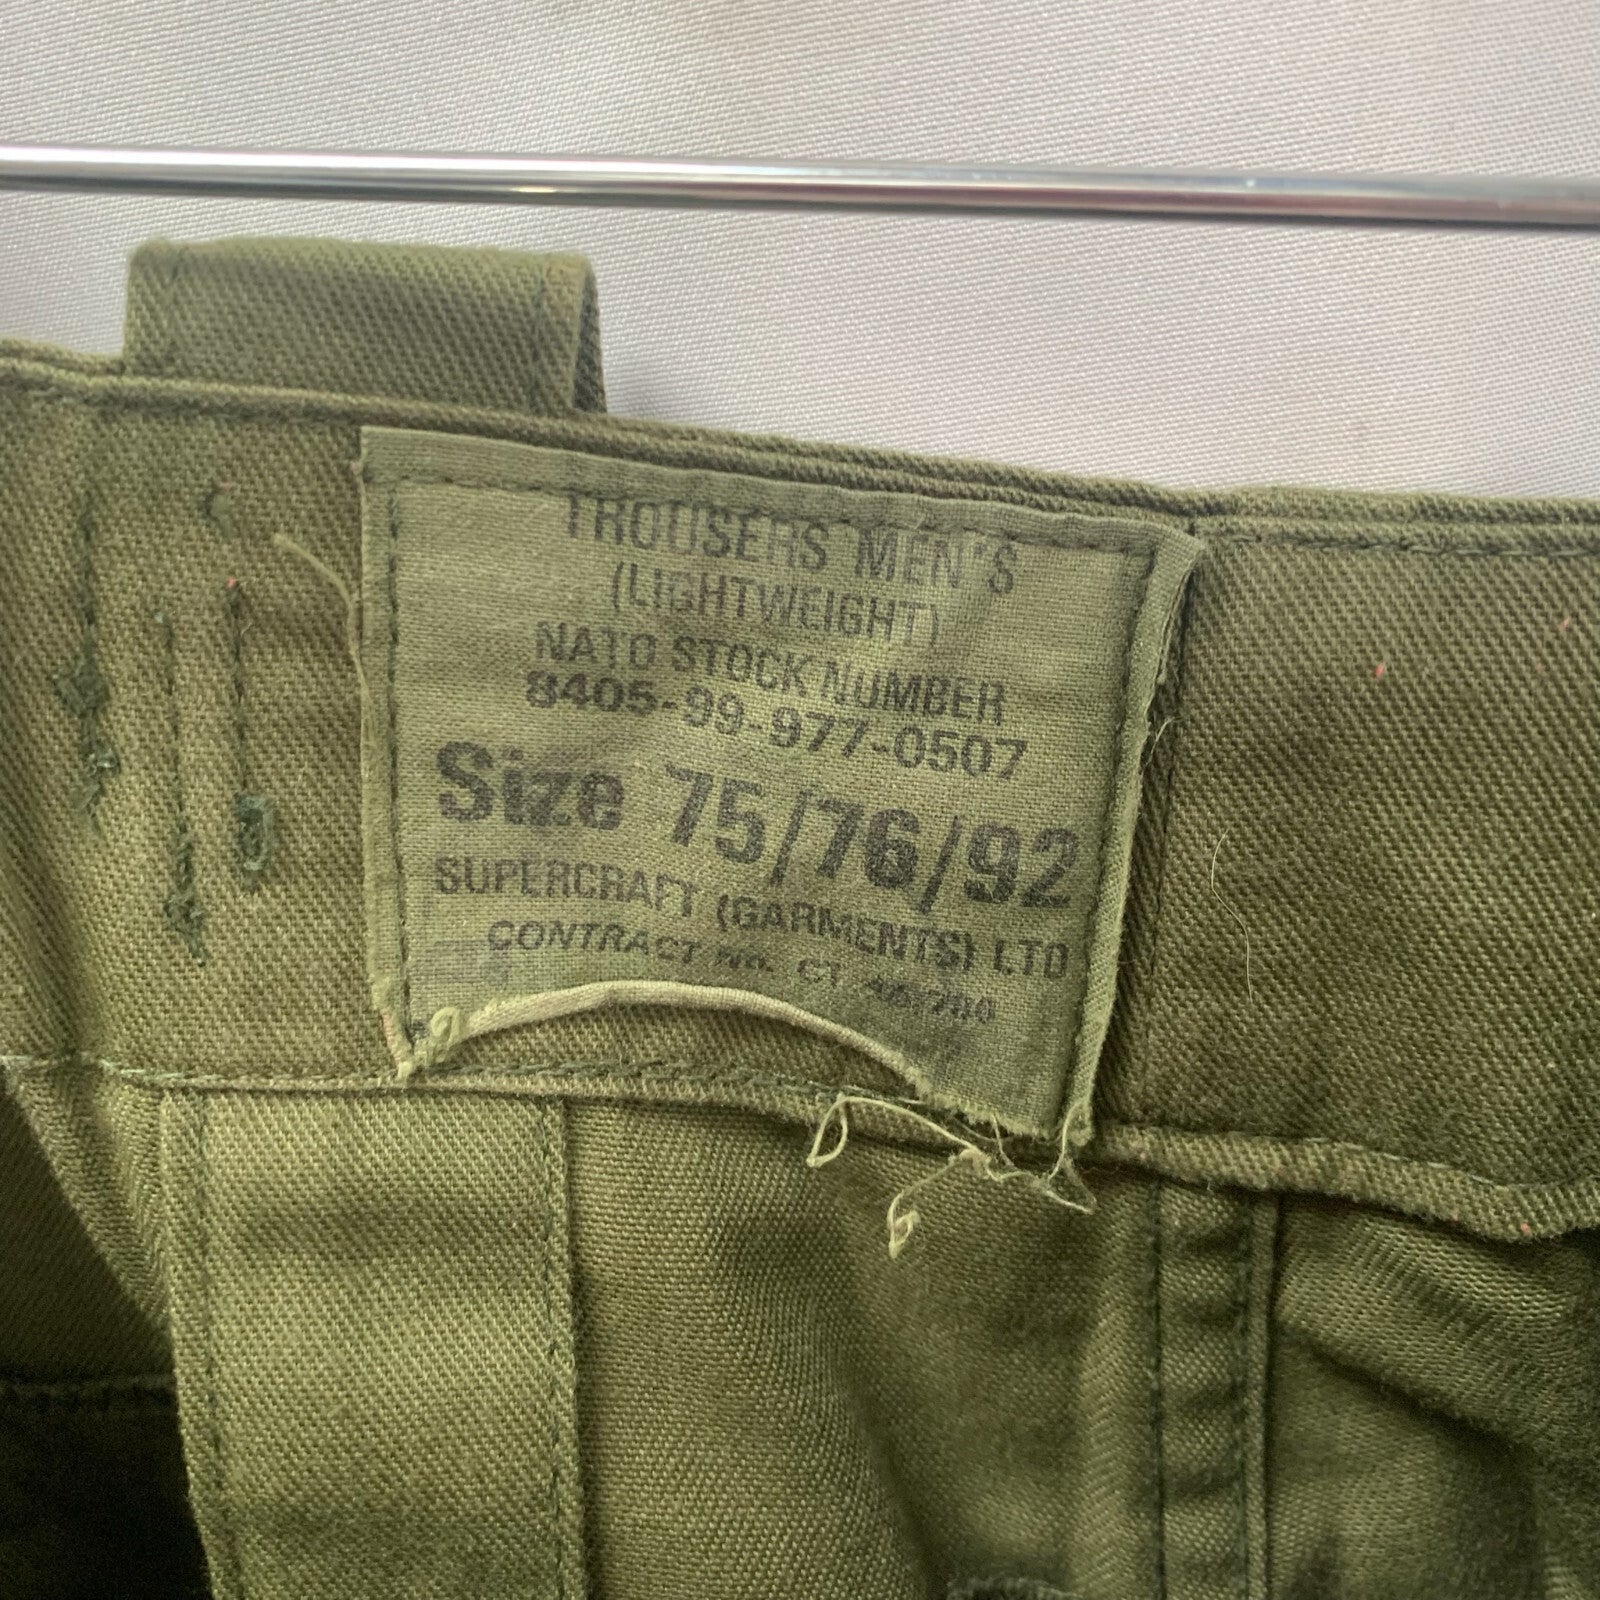 TROUSERS MEN'S
(LIGHTWEIGHT)
NATO STOCK NUMBER
8405-99-977-0507
Size 75/76/92
SUPERCRAFT (GARMENTS) LTD
CONTRACT No. CT